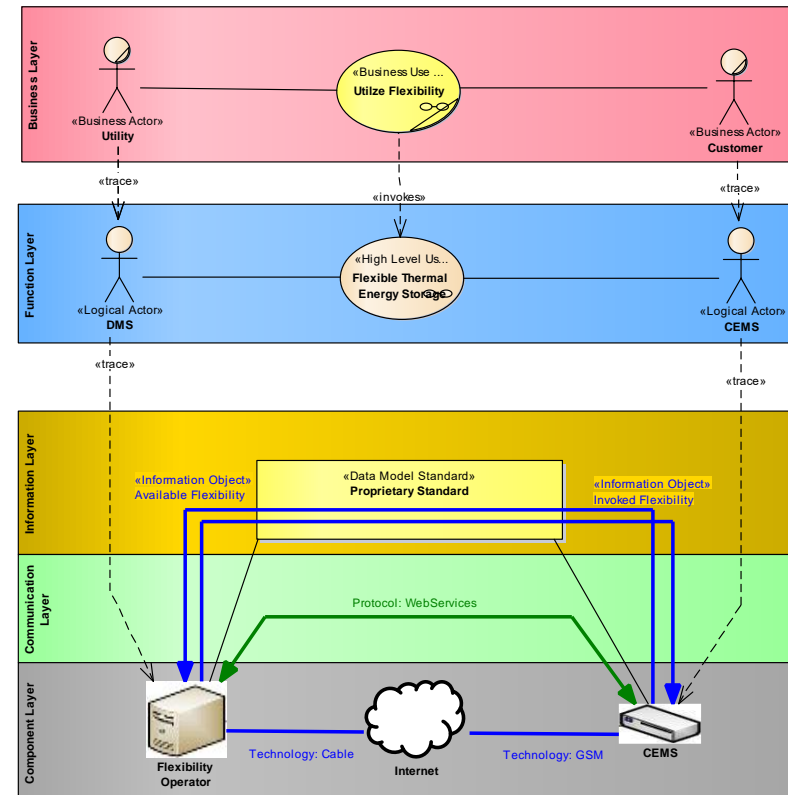 Business Layer
«Business Actor»
Utility
«Business Use ...
Utilze Flexibility
«Business Actor»
Customer
«trace»
«invokes»
«trace»
Function Layer
«Logical Actor»
DMS
«High Level Us...
Flexible Thermal
Energy Storage
«Logical Actor»
CEMS
«trace»
«trace»
Information Layer
«Information Object»
Available Flexibility
«Data Model Standard»
Proprietary Standard
«Information Object»
Invoked Flexibility
Communication
Layer
Protocol: WebServices
Component Layer
Flexibility
Operator
Technology: Cable
Internet
Technology: GSM
CEMS